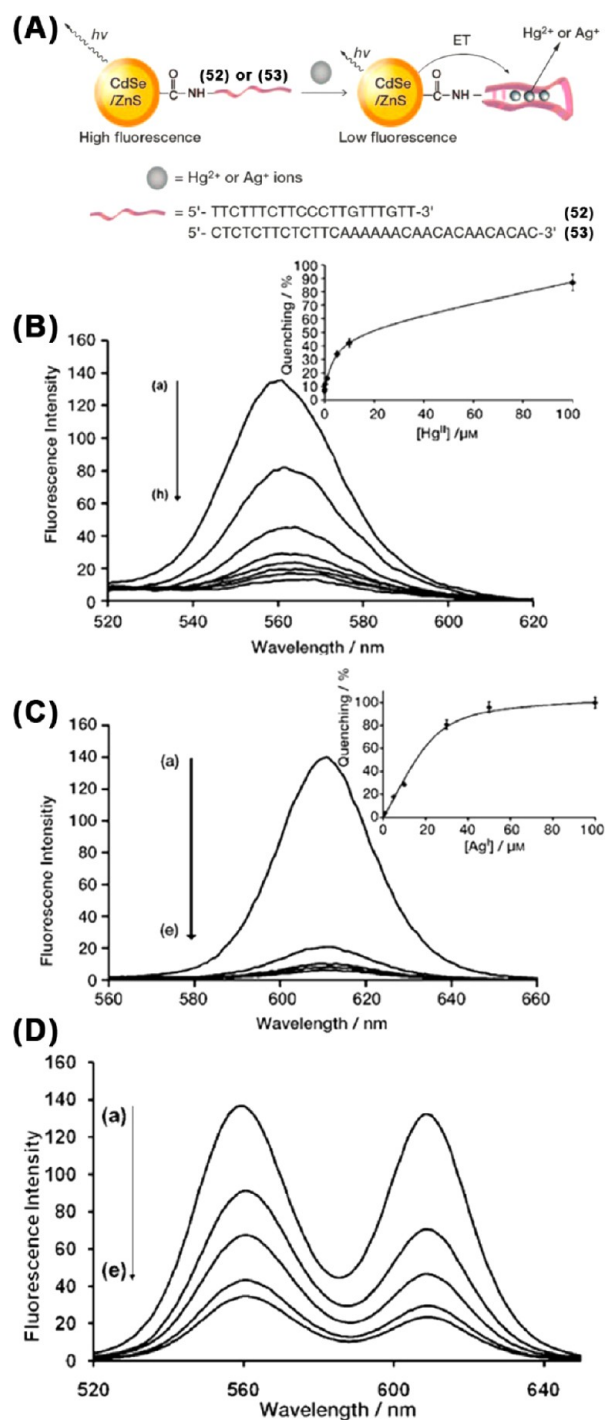 (A)
hν
hν
ET
Hg²⁺ or Ag⁺
CdSe
/ZnS
O
C
NH
(52) or (53)
CdSe
/ZnS
O
C
NH
High fluorescence
Low fluorescence
= Hg²⁺ or Ag⁺ ions
= 5'- TTCTTTCTTCCCTTGTTTGTT-3' (52)
5'- CTCTCTTCTCTTCAAAAAACAACACAACACAC-3' (53)
(B)
Quenching / %
100
90
80
70
60
50
40
30
20
10
0
0 20 40 60 80 100
[Hgᴵᴵ] /µM
Fluorescence Intensity
160
140
120
100
80
60
40
20
0
(a)
(h)
520 540 560 580 600 620
Wavelength / nm
(C)
Quenching / %
100
80
60
40
20
0
0 20 40 60 80 100
[Agᴵ] / µM
Fluorescene Intensitiy
160
140
120
100
80
60
40
20
0
(a)
(e)
560 580 600 620 640 660
Wavelength / nm
(D)
Fluorescence Intensity
160
140
120
100
80
60
40
20
0
(a)
(e)
520 560 600 640
Wavelength / nm